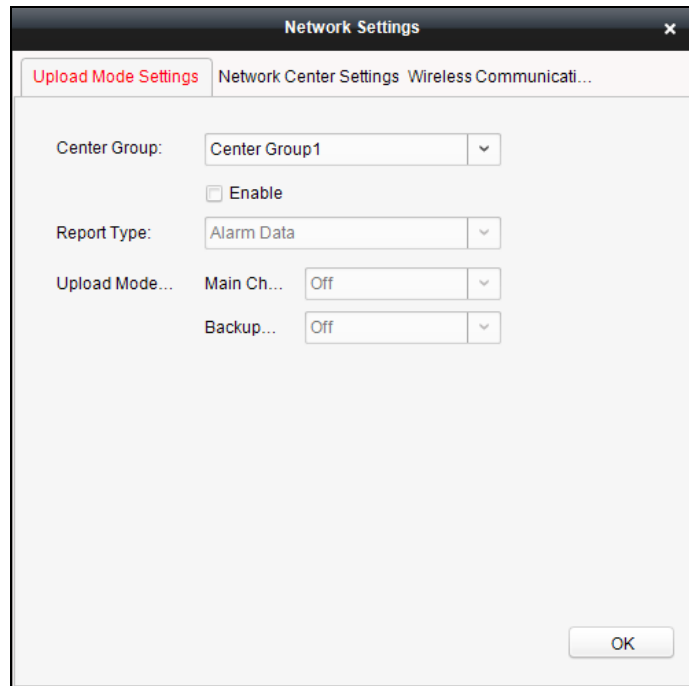 Network Settings
Upload Mode Settings Network Center Settings Wireless Communicati...
Center Group: Center Group1
Enable
Report Type: Alarm Data
Upload Mode... Main Ch... Off
Backup... Off
OK